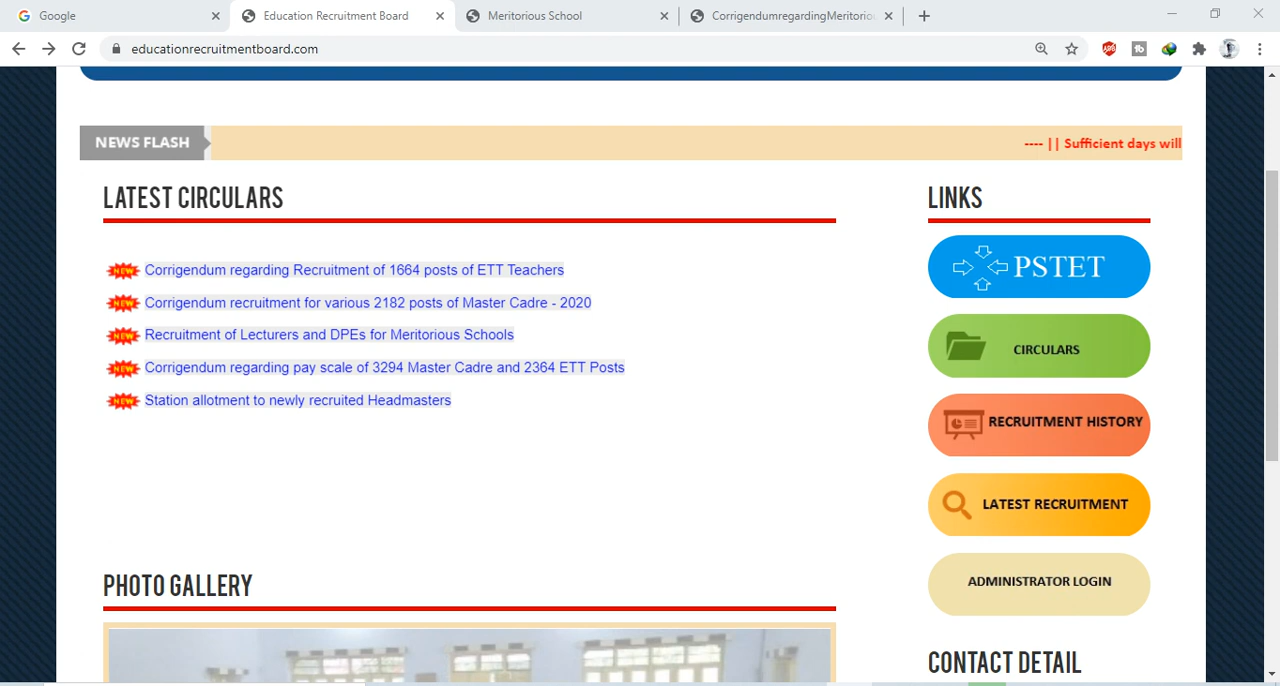 Google
Education Recruitment Board
Meritorious School
CorrigendumregardingMeritorio
educationrecruitmentboard.com
NEWS FLASH
---- || Sufficient days will
LATEST CIRCULARS
NEW Corrigendum regarding Recruitment of 1664 posts of ETT Teachers
NEW Corrigendum recruitment for various 2182 posts of Master Cadre - 2020
NEW Recruitment of Lecturers and DPEs for Meritorious Schools
NEW Corrigendum regarding pay scale of 3294 Master Cadre and 2364 ETT Posts
NEW Station allotment to newly recruited Headmasters
PHOTO GALLERY
LINKS
PSTET
CIRCULARS
RECRUITMENT HISTORY
LATEST RECRUITMENT
ADMINISTRATOR LOGIN
CONTACT DETAIL